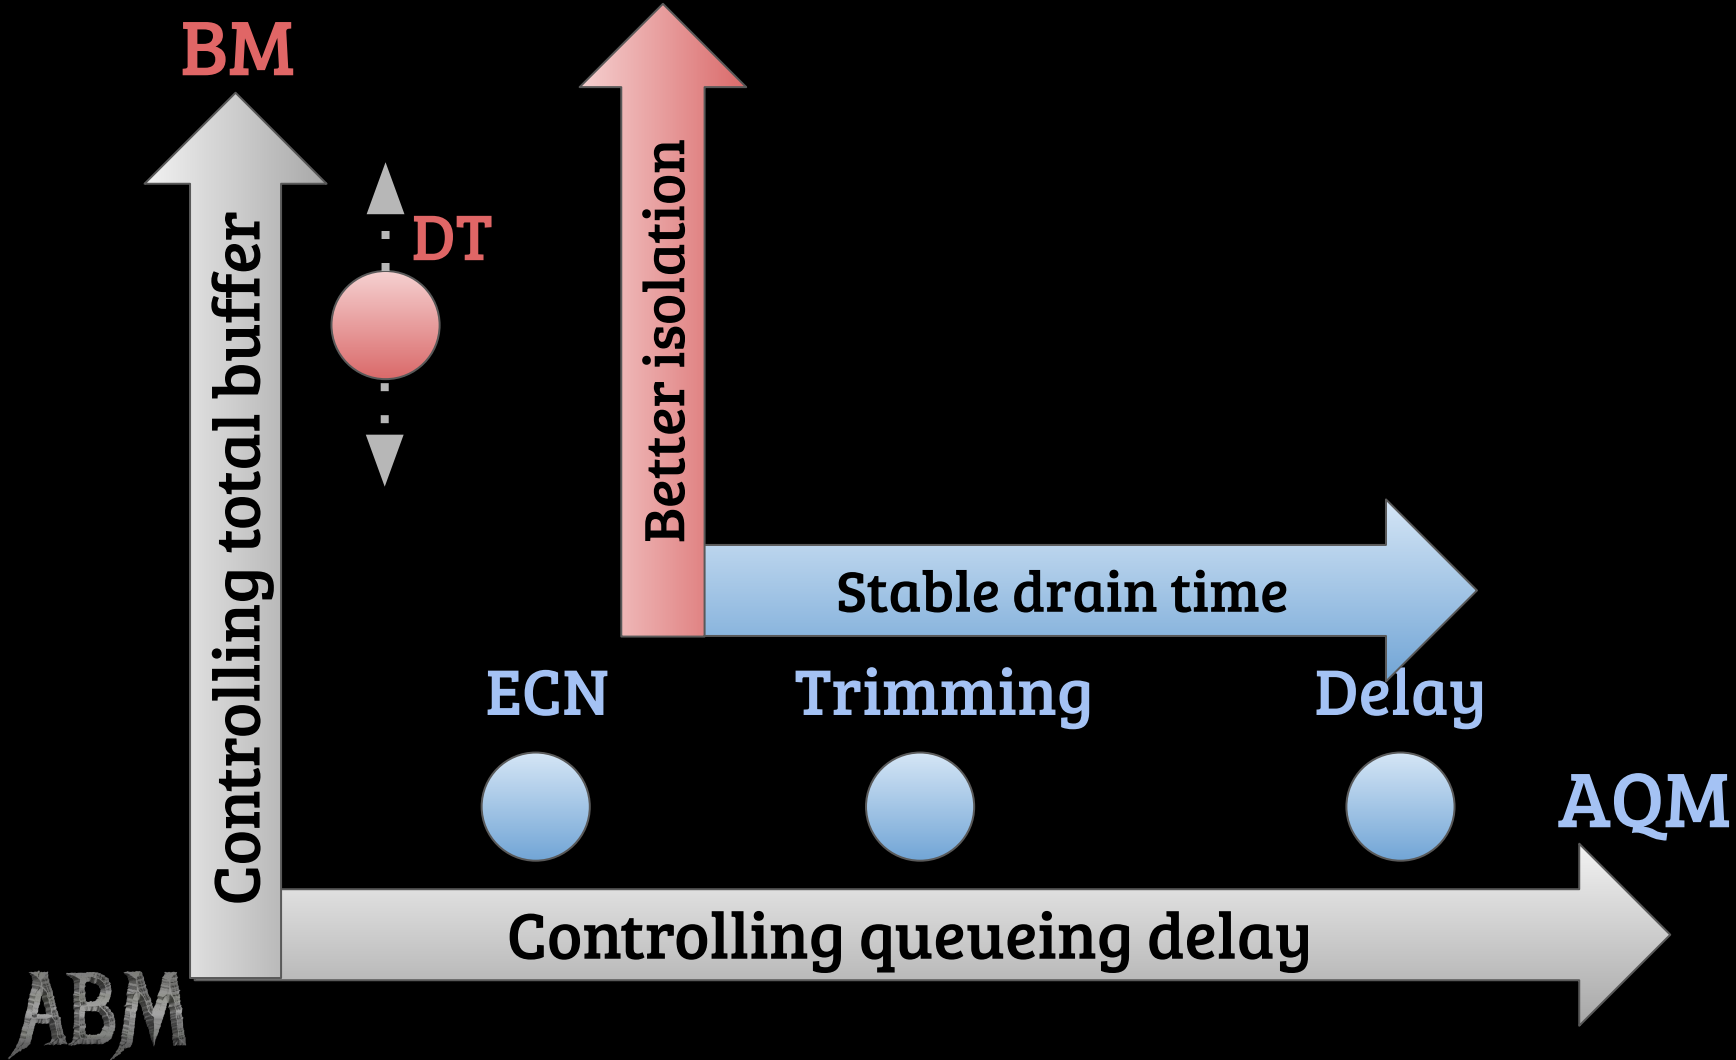 BM
DT
Controlling total buffer
Better isolation
Stable drain time
ECN
Trimming
Delay
AQM
Controlling queueing delay
ABM